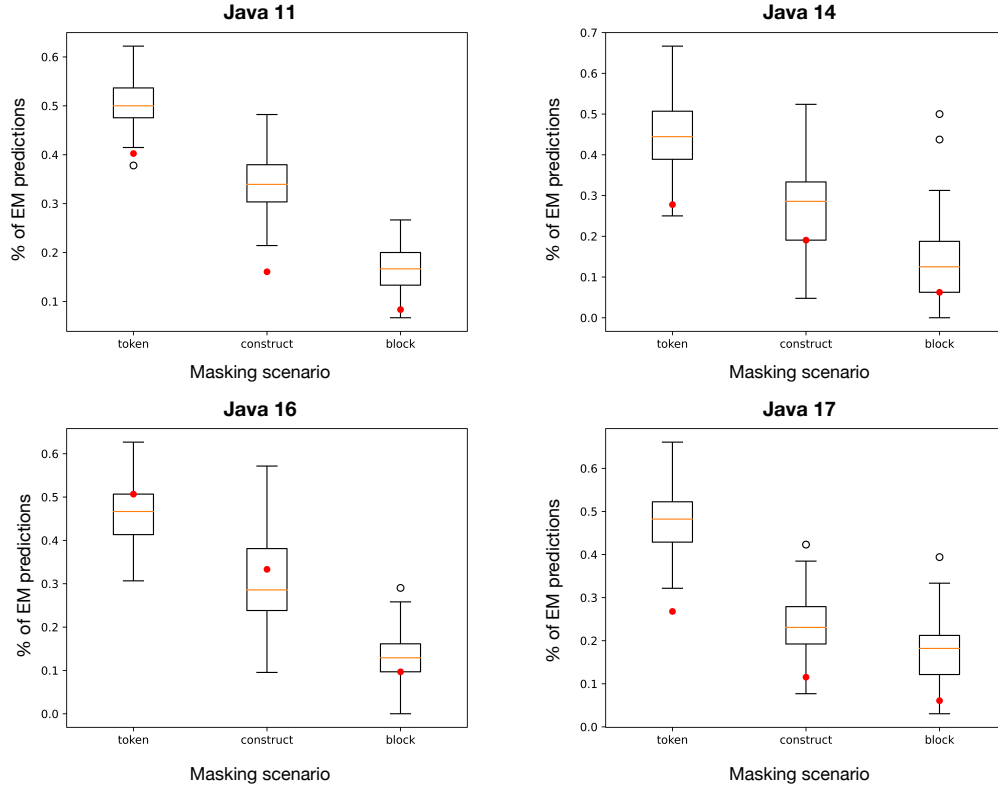 Java 11
% of EM predictions
0.6
0.5
0.4
0.3
0.2
0.1
token construct block
Masking scenario
Java 14
% of EM predictions
0.7
0.6
0.5
0.4
0.3
0.2
0.1
0.0
token construct block
Masking scenario
Java 16
% of EM predictions
0.6
0.5
0.4
0.3
0.2
0.1
0.0
token construct block
Masking scenario
Java 17
% of EM predictions
0.6
0.5
0.4
0.3
0.2
0.1
0.0
token construct block
Masking scenario